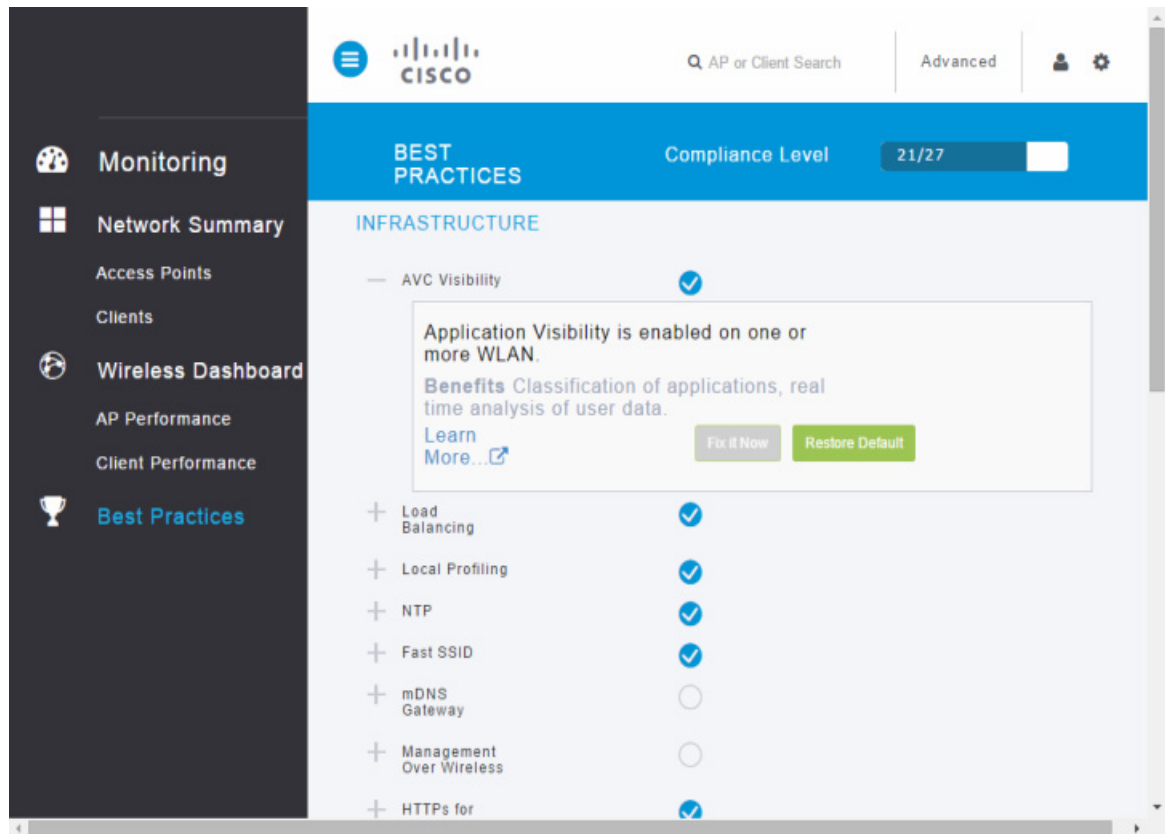 CISCO
AP or Client Search
Advanced
Monitoring
Network Summary
Access Points
Clients
Wireless Dashboard
AP Performance
Client Performance
Best Practices
BEST
PRACTICES
Compliance Level
21/27
INFRASTRUCTURE
AVC Visibility
Application Visibility is enabled on one or
more WLAN.
Benefits Classification of applications, real
time analysis of user data.
Learn
More...
Fix it Now
Restore Default
Load
Balancing
Local Profiling
NTP
Fast SSID
mDNS
Gateway
Management
Over Wireless
HTTPs for